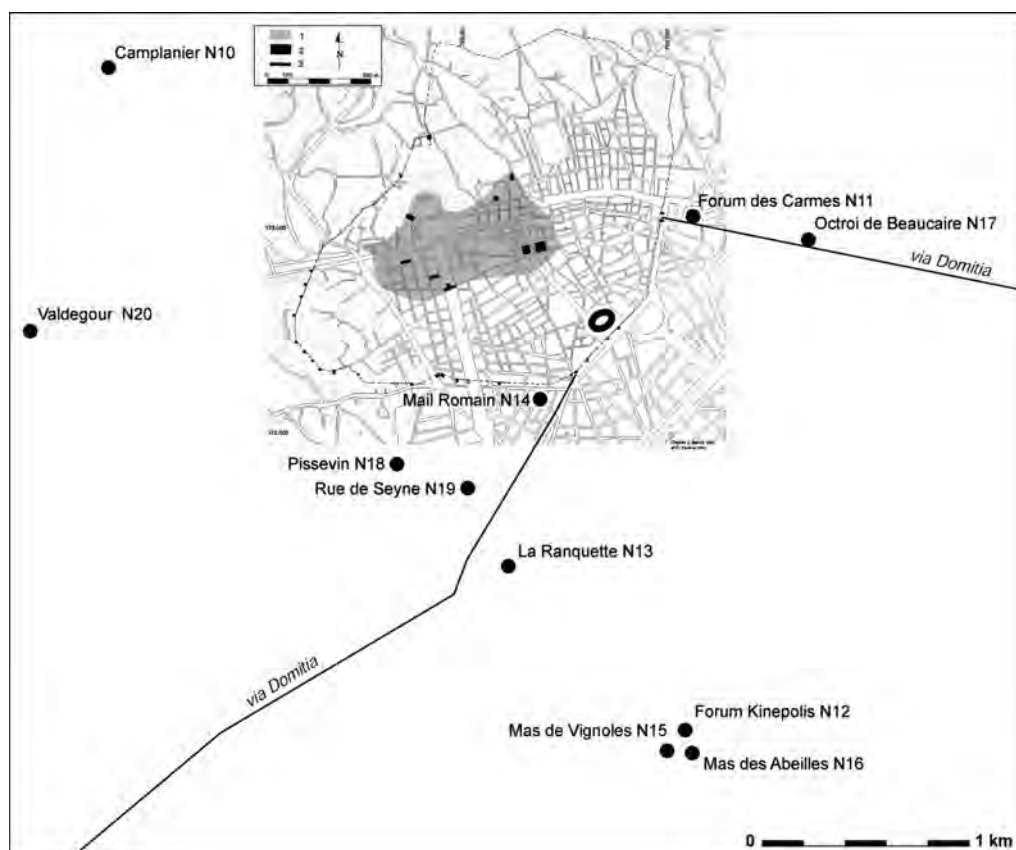 Camplanier N10
1
2
3
N
0
Forum des Carmes N11
Octroi de Beaucaire N17
via Domitia
Valdegour N20
Mail Romain N14
Pissevin N18
Rue de Seyne N19
La Ranquette N13
via Domitia
Forum Kinepolis N12
Mas de Vignoles N15
Mas des Abeilles N16
0 1 km